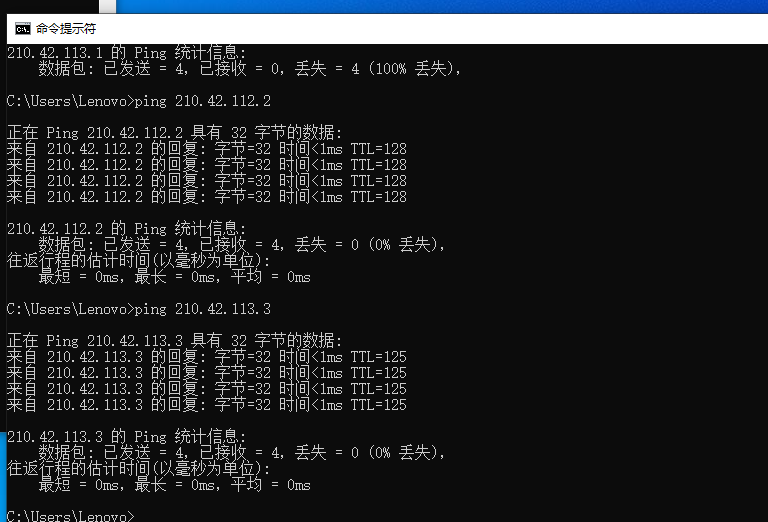 命令提示符
210.42.113.1 的 Ping 统计信息:
数据包: 已发送 = 4，已接收 = 0，丢失 = 4 (100% 丢失)，
C:\Users\Lenovo>ping 210.42.112.2
正在 Ping 210.42.112.2 具有 32 字节的数据:
来自 210.42.112.2 的回复: 字节=32 时间<1ms TTL=128
来自 210.42.112.2 的回复: 字节=32 时间<1ms TTL=128
来自 210.42.112.2 的回复: 字节=32 时间<1ms TTL=128
来自 210.42.112.2 的回复: 字节=32 时间<1ms TTL=128
210.42.112.2 的 Ping 统计信息:
数据包: 已发送 = 4，已接收 = 4，丢失 = 0 (0% 丢失)，
往返行程的估计时间(以毫秒为单位):
最短 = 0ms，最长 = 0ms，平均 = 0ms
C:\Users\Lenovo>ping 210.42.113.3
正在 Ping 210.42.113.3 具有 32 字节的数据:
来自 210.42.113.3 的回复: 字节=32 时间<1ms TTL=125
来自 210.42.113.3 的回复: 字节=32 时间<1ms TTL=125
来自 210.42.113.3 的回复: 字节=32 时间<1ms TTL=125
来自 210.42.113.3 的回复: 字节=32 时间<1ms TTL=125
210.42.113.3 的 Ping 统计信息:
数据包: 已发送 = 4，已接收 = 4，丢失 = 0 (0% 丢失)，
往返行程的估计时间(以毫秒为单位):
最短 = 0ms，最长 = 0ms，平均 = 0ms
C:\Users\Lenovo>